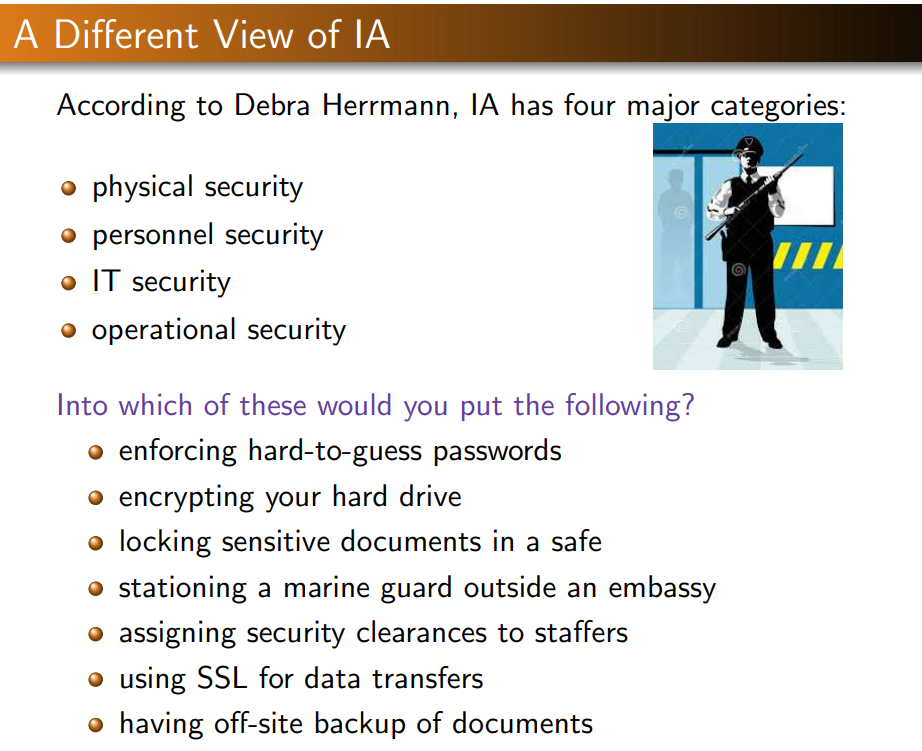 A Different View of IA
According to Debra Herrmann, IA has four major categories:
physical security
personnel security
IT security
operational security
Into which of these would you put the following?
enforcing hard-to-guess passwords
encrypting your hard drive
locking sensitive documents in a safe
stationing a marine guard outside an embassy
assigning security clearances to staffers
using SSL for data transfers
having off-site backup of documents